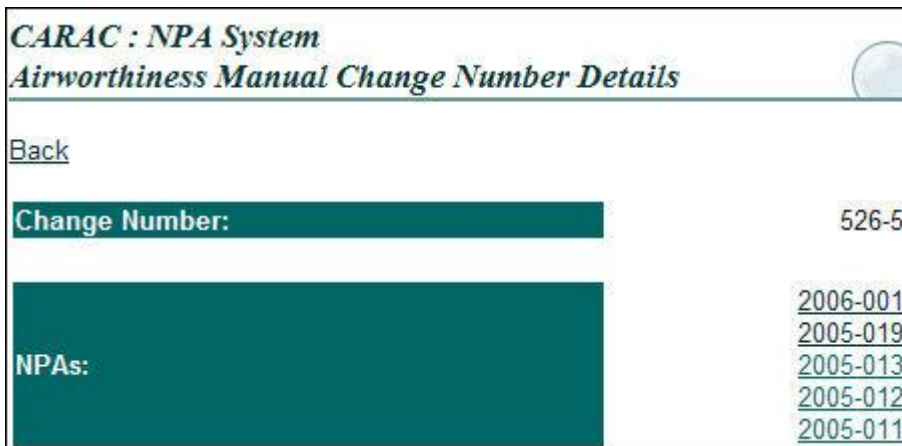 CARAC : NPA System
Airworthiness Manual Change Number Details
Back
Change Number: 526-5
NPAs:
2006-001
2005-019
2005-013
2005-012
2005-011